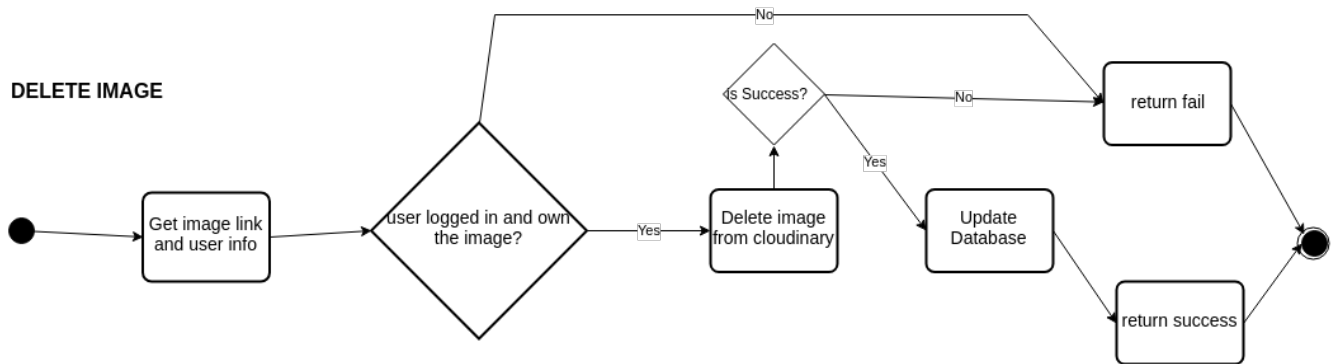 No
DELETE IMAGE
Is Success?
No
return fail
Yes
Get image link
and user info
user logged in and own
the image?
Yes
Delete image
from cloudinary
Update
Database
return success